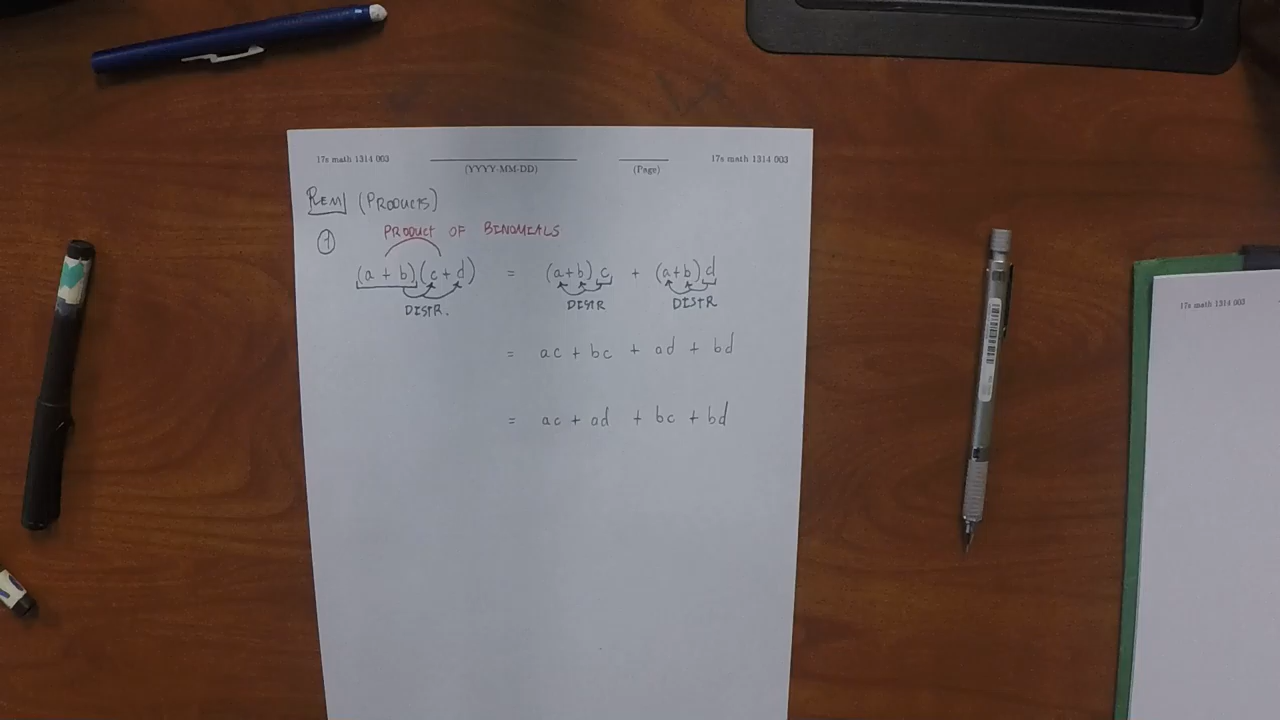 17s math 1314 003 (YYYY-MM-DD) (Page) 17s math 1314 003
REM (PRODUCTS)
PRODUCT OF BINOMIALS
1 (a + b)(c + d) = (a+b) c + (a+b) d
DISTR. DISTR DISTR
= ac + bc + ad + bd
= ac + ad + bc + bd
17s math 1314 003